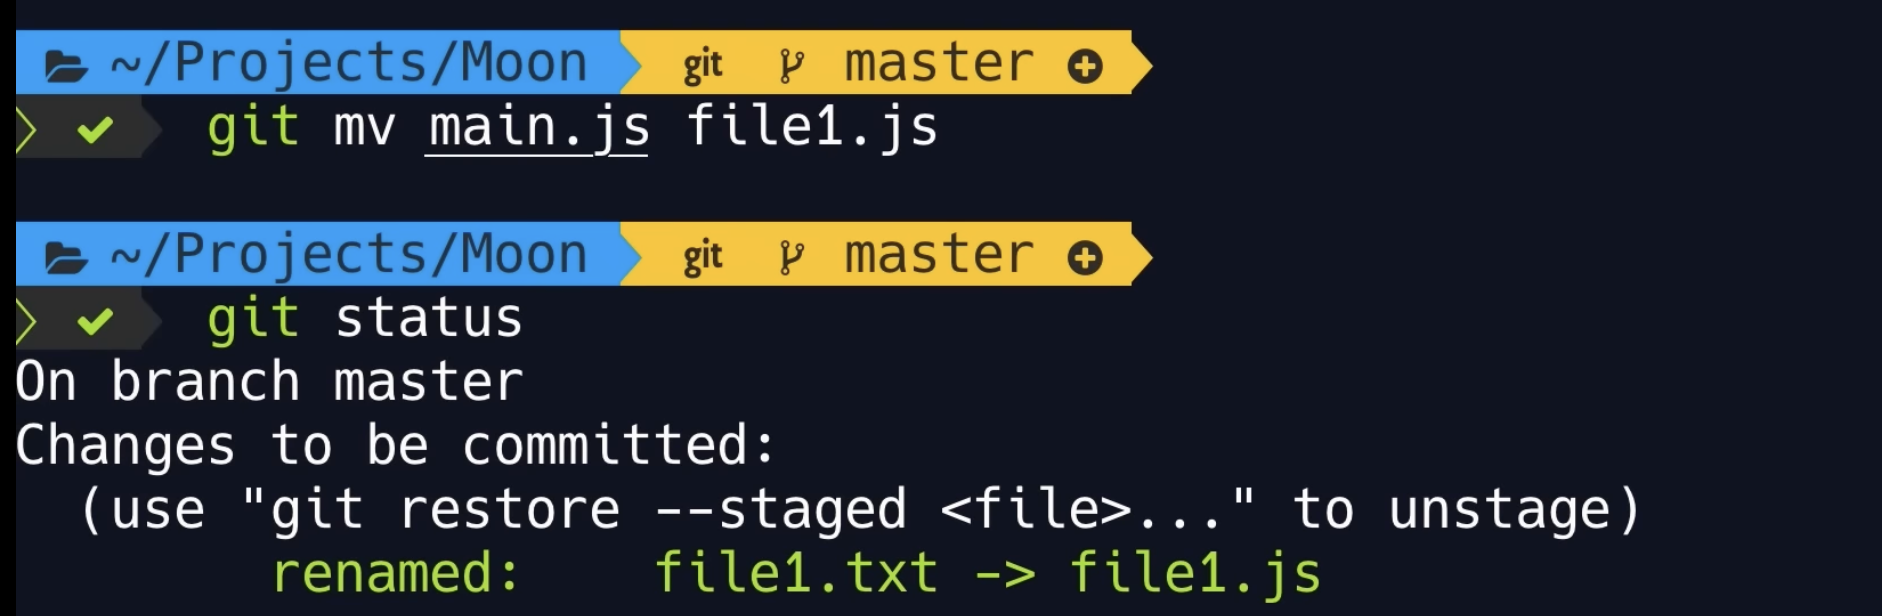 ~/Projects/Moon git master
git mv main.js file1.js
~/Projects/Moon git master
git status
On branch master
Changes to be committed:
(use "git restore --staged <file>..." to unstage)
renamed: file1.txt -> file1.js